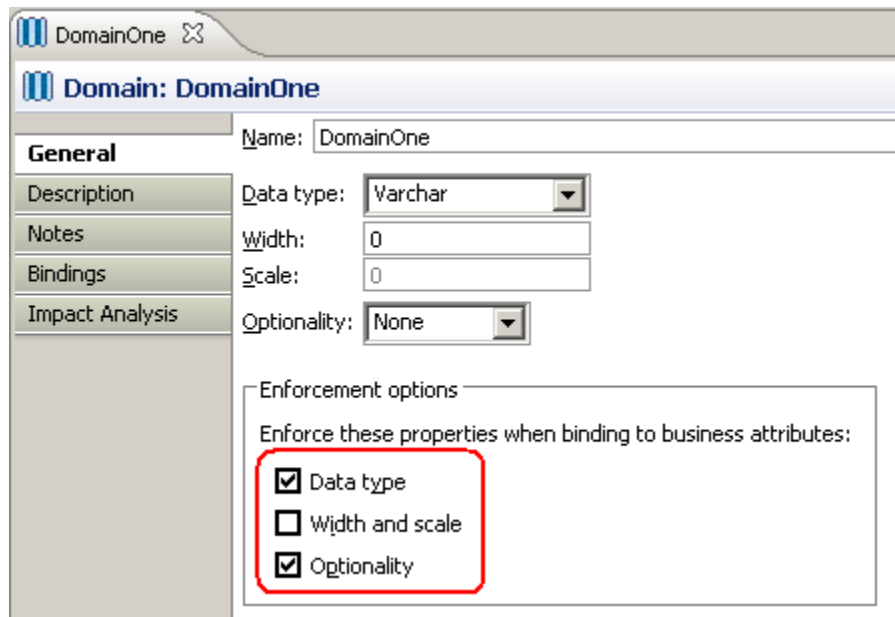 DomainOne
Domain: DomainOne
General
Description
Notes
Bindings
Impact Analysis
Name: DomainOne
Data type: Varchar
Width: 0
Scale: 0
Optionality: None
Enforcement options
Enforce these properties when binding to business attributes:
Data type
Width and scale
Optionality